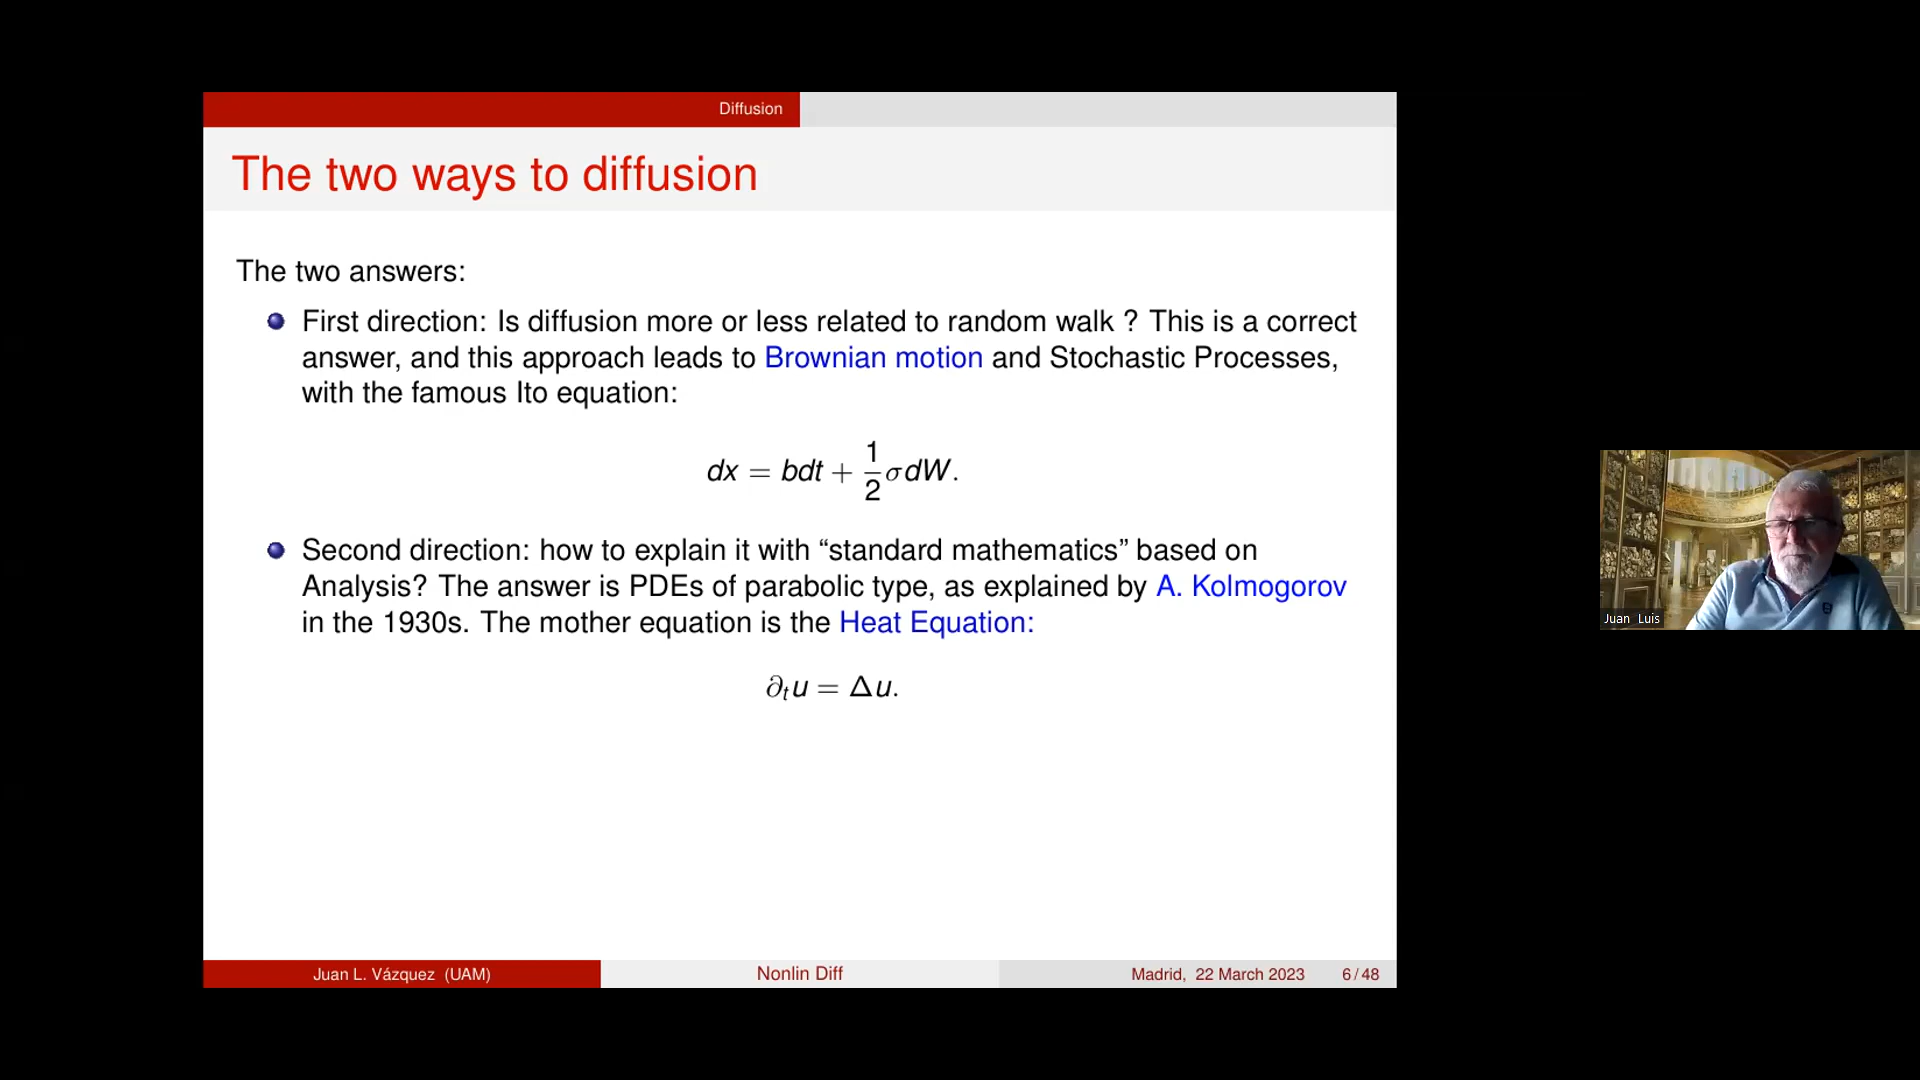 Diffusion
The two ways to diffusion
The two answers:
First direction: Is diffusion more or less related to random walk ? This is a correct
answer, and this approach leads to Brownian motion and Stochastic Processes,
with the famous Ito equation:
dx = bdt + \frac{1}{2}σdW.
Second direction: how to explain it with “standard mathematics” based on
Analysis? The answer is PDEs of parabolic type, as explained by A. Kolmogorov
in the 1930s. The mother equation is the Heat Equation:
∂ₜu = Δu.
Juan Luis
Juan L. Vázquez (UAM) Nonlin Diff Madrid, 22 March 2023 6 / 48